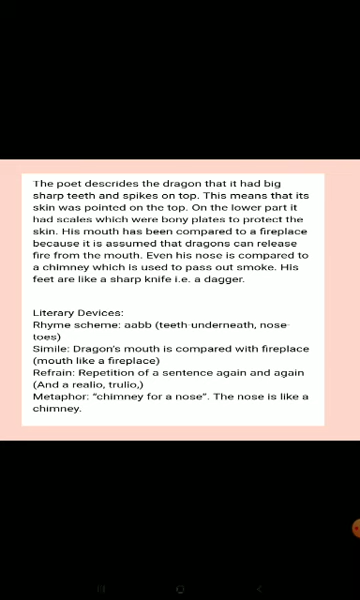 The poet descrides the dragon that it had big
sharp teeth and spikes on top. This means that its
skin was pointed on the top. On the lower part it
had scales which were bony plates to protect the
skin. His mouth has been compared to a fireplace
because it is assumed that dragons can release
fire from the mouth. Even his nose is compared to
a chimney which is used to pass out smoke. His
feet are like a sharp knife i.e. a dagger.
Literary Devices:
Rhyme scheme: aabb (teeth-underneath, nose-
toes)
Simile: Dragon's mouth is compared with fireplace
(mouth like a fireplace)
Refrain: Repetition of a sentence again and again
(And a realio, trulio,)
Metaphor: “chimney for a nose”. The nose is like a
chimney.